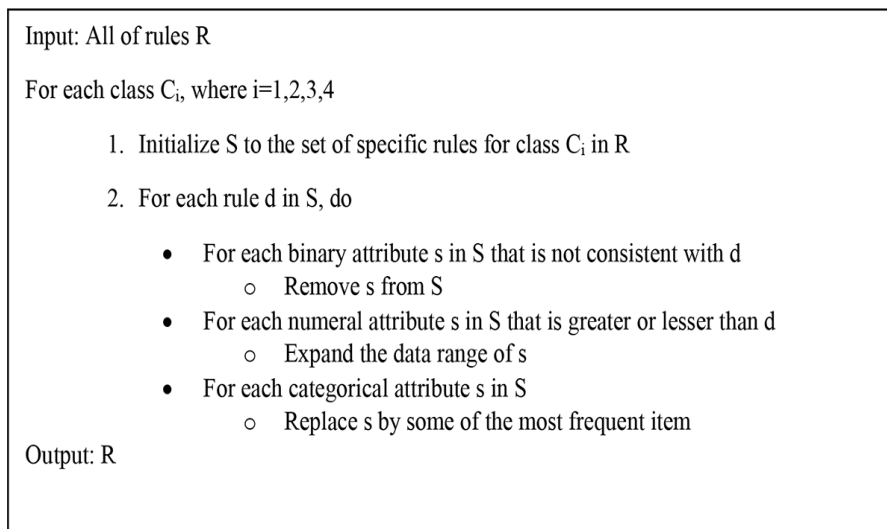 Input: All of rules R
For each class Cᵢ, where i=1,2,3,4
1. Initialize S to the set of specific rules for class Cᵢ in R
2. For each rule d in S, do
• For each binary attribute s in S that is not consistent with d
o Remove s from S
• For each numeral attribute s in S that is greater or lesser than d
o Expand the data range of s
• For each categorical attribute s in S
o Replace s by some of the most frequent item
Output: R